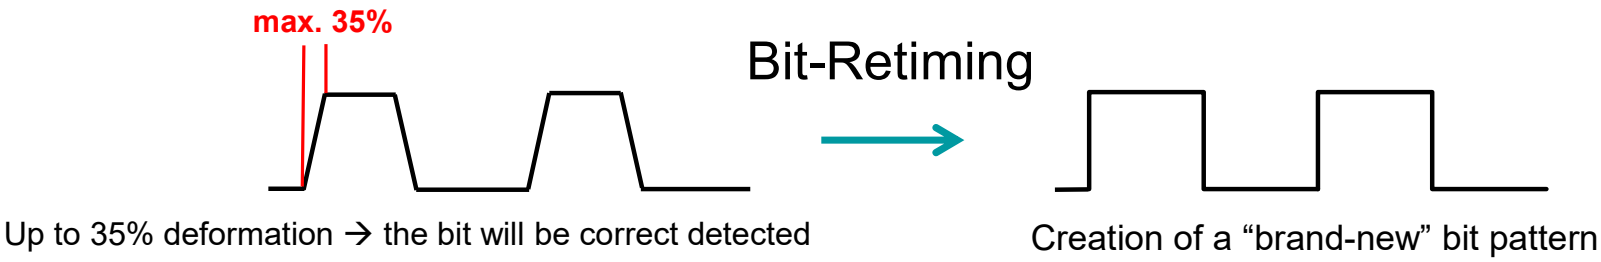 max. 35%
Bit-Retiming
Up to 35% deformation → the bit will be correct detected
Creation of a “brand-new” bit pattern